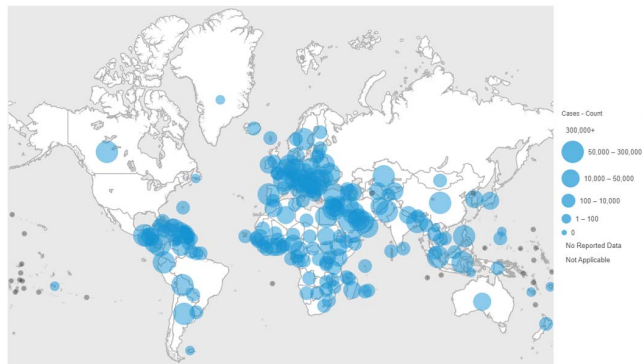 Cases - Count
300,000+
50,000 – 300,000
10,000 – 50,000
100 – 10,000
1 – 100
0
No Reported Data
Not Applicable